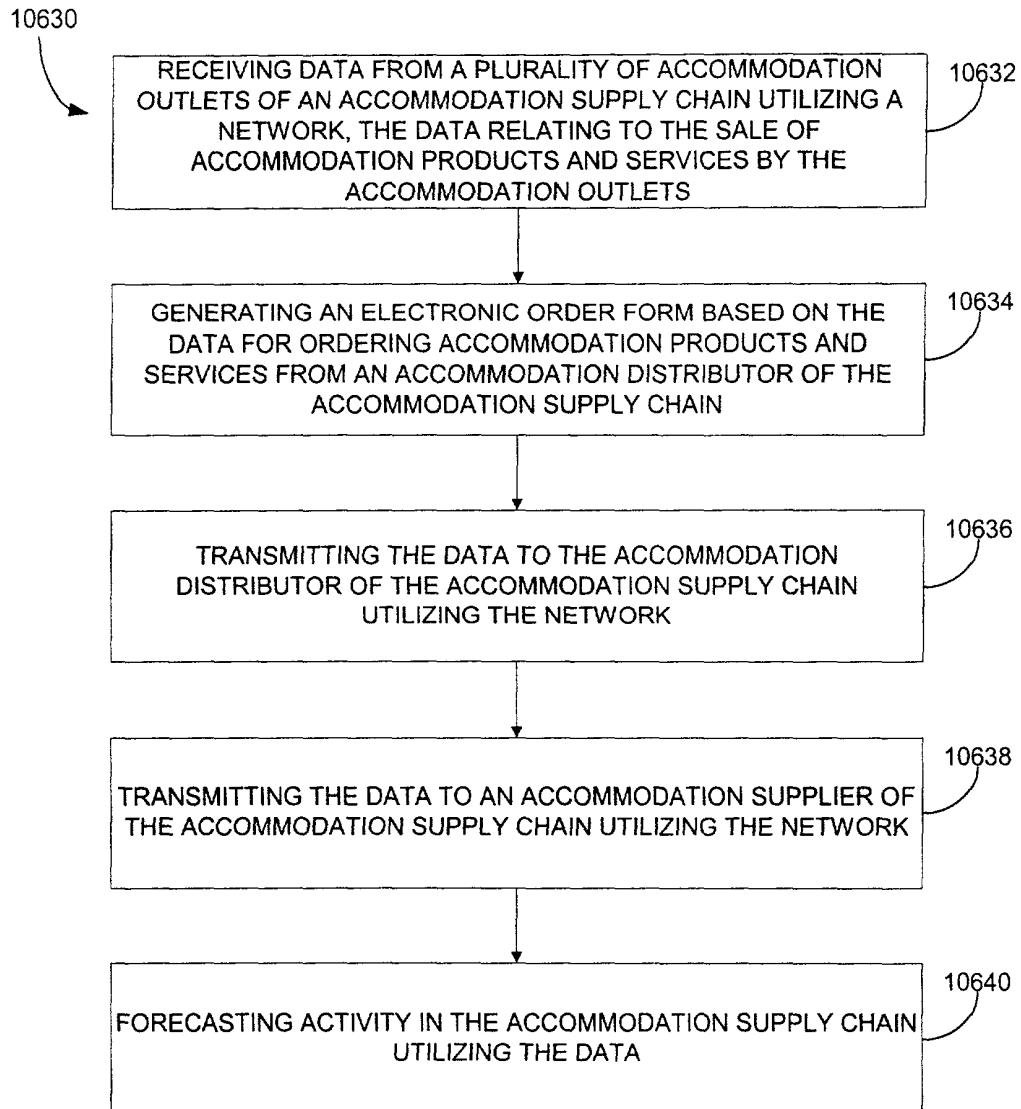 10630
RECEIVING DATA FROM A PLURALITY OF ACCOMMODATION
OUTLETS OF AN ACCOMMODATION SUPPLY CHAIN UTILIZING A
NETWORK, THE DATA RELATING TO THE SALE OF
ACCOMMODATION PRODUCTS AND SERVICES BY THE
ACCOMMODATION OUTLETS
10632
GENERATING AN ELECTRONIC ORDER FORM BASED ON THE
DATA FOR ORDERING ACCOMMODATION PRODUCTS AND
SERVICES FROM AN ACCOMMODATION DISTRIBUTOR OF THE
ACCOMMODATION SUPPLY CHAIN
10634
TRANSMITTING THE DATA TO THE ACCOMMODATION
DISTRIBUTOR OF THE ACCOMMODATION SUPPLY CHAIN
UTILIZING THE NETWORK
10636
TRANSMITTING THE DATA TO AN ACCOMMODATION SUPPLIER OF
THE ACCOMMODATION SUPPLY CHAIN UTILIZING THE NETWORK
10638
FORECASTING ACTIVITY IN THE ACCOMMODATION SUPPLY CHAIN
UTILIZING THE DATA
10640